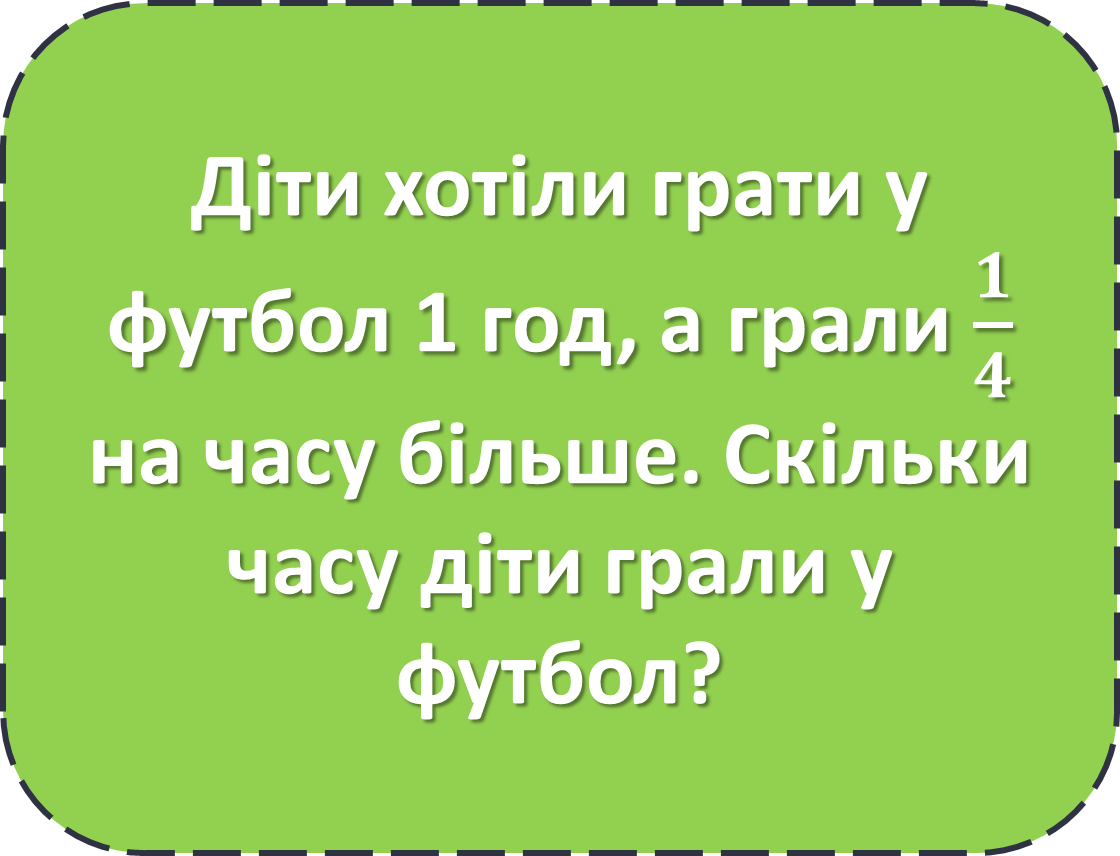 Діти хотіли грати у
футбол 1 год, а грали 1/4
на часу більше. Скільки
часу діти грали у
футбол?